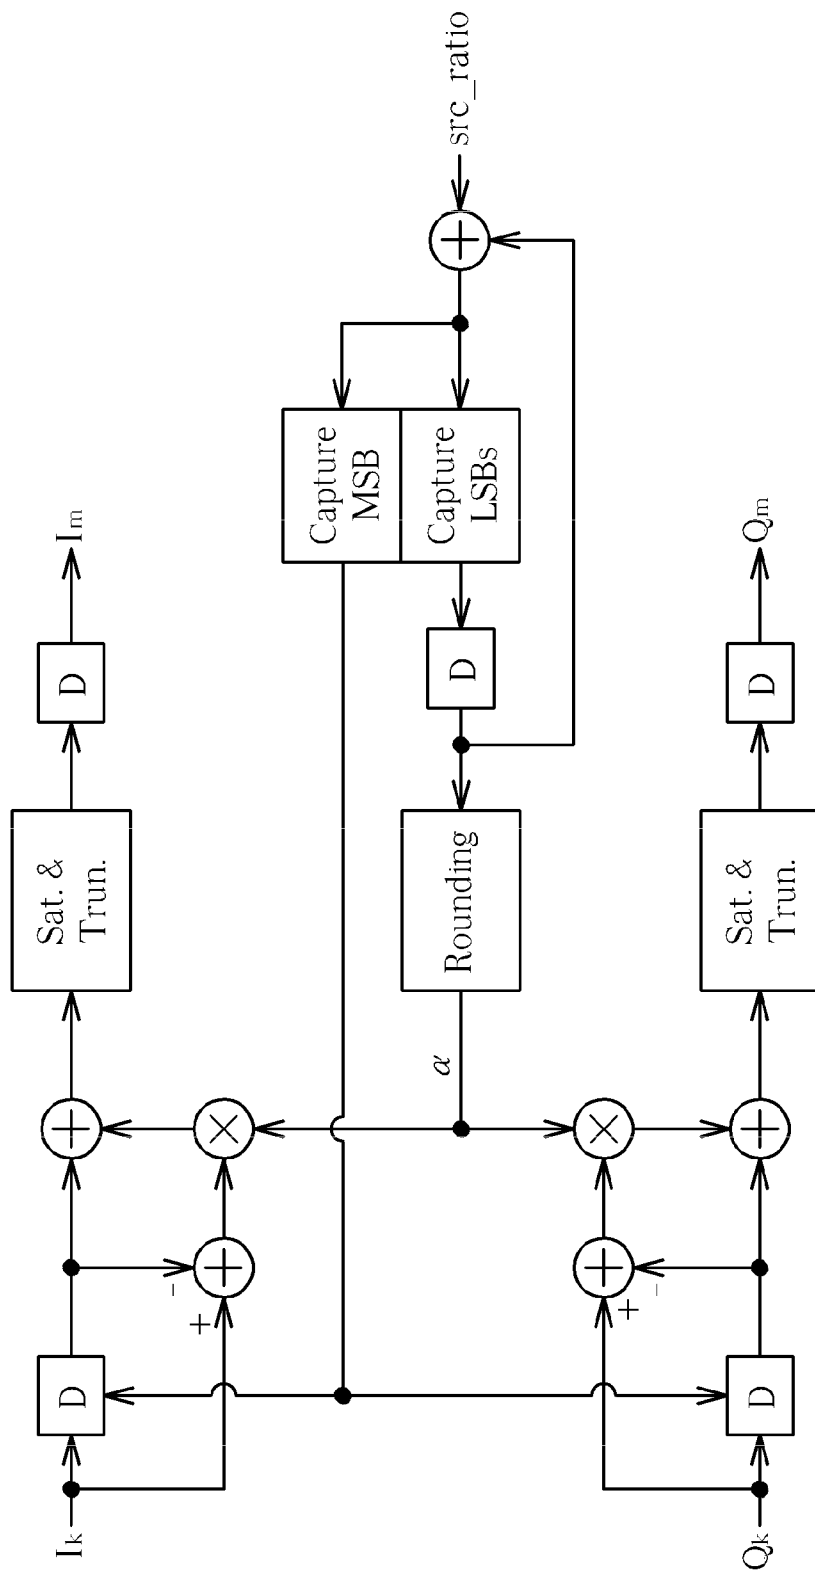 I_k
D
-
+
+
×
Sat. &
Trun.
D
I_m
α
Rounding
D
Capture
MSB
Capture
LSBs
+
src_ratio
Q_k
D
-
+
+
×
+
Sat. &
Trun.
D
Q_m